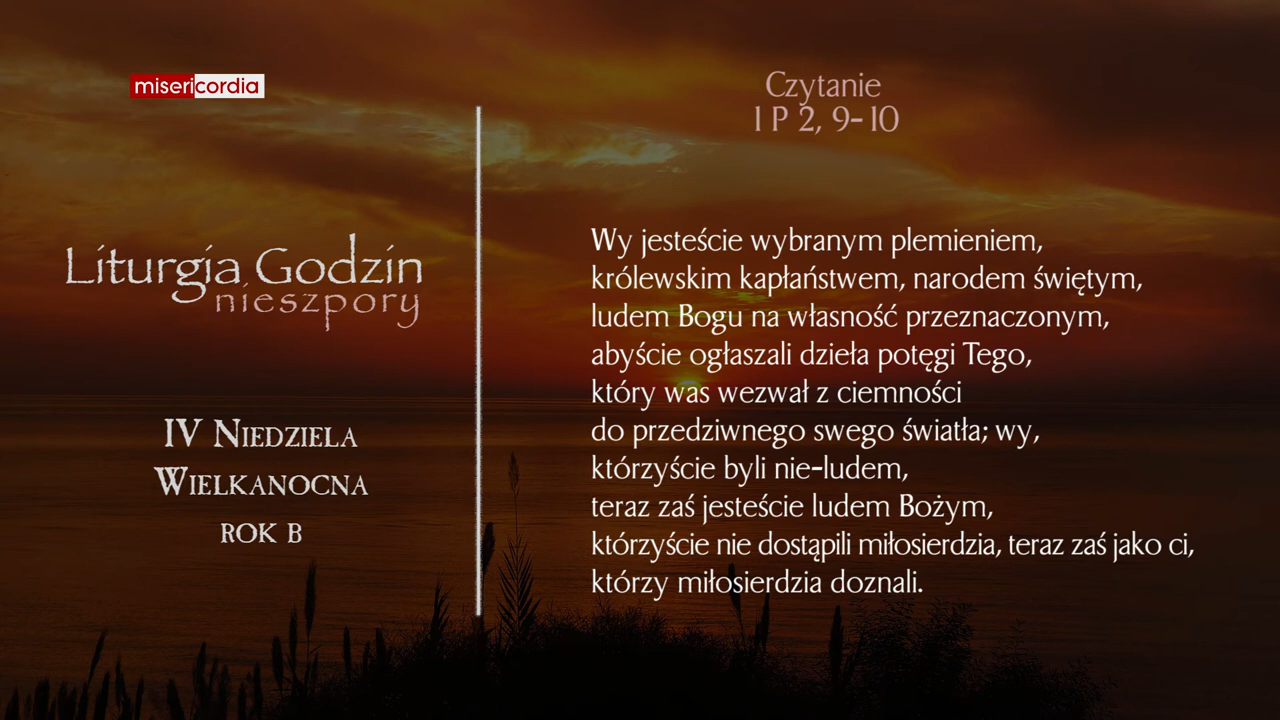 misericordia
Liturgia Godzin
nieszpory
IV Niedziela
Wielkanocna
rok B
Czytanie
1 P 2, 9-10
Wy jesteście wybranym plemieniem,
królewskim kapłaństwem, narodem świętym,
ludem Bogu na własność przeznaczonym,
abyście ogłaszali dzieła potęgi Tego,
który was wezwał z ciemności
do przedziwnego swego światła; wy,
którzyście byli nie-ludem,
teraz zaś jesteście ludem Bożym,
którzyście nie dostąpili miłosierdzia, teraz zaś jako ci,
którzy miłosierdzia doznali.